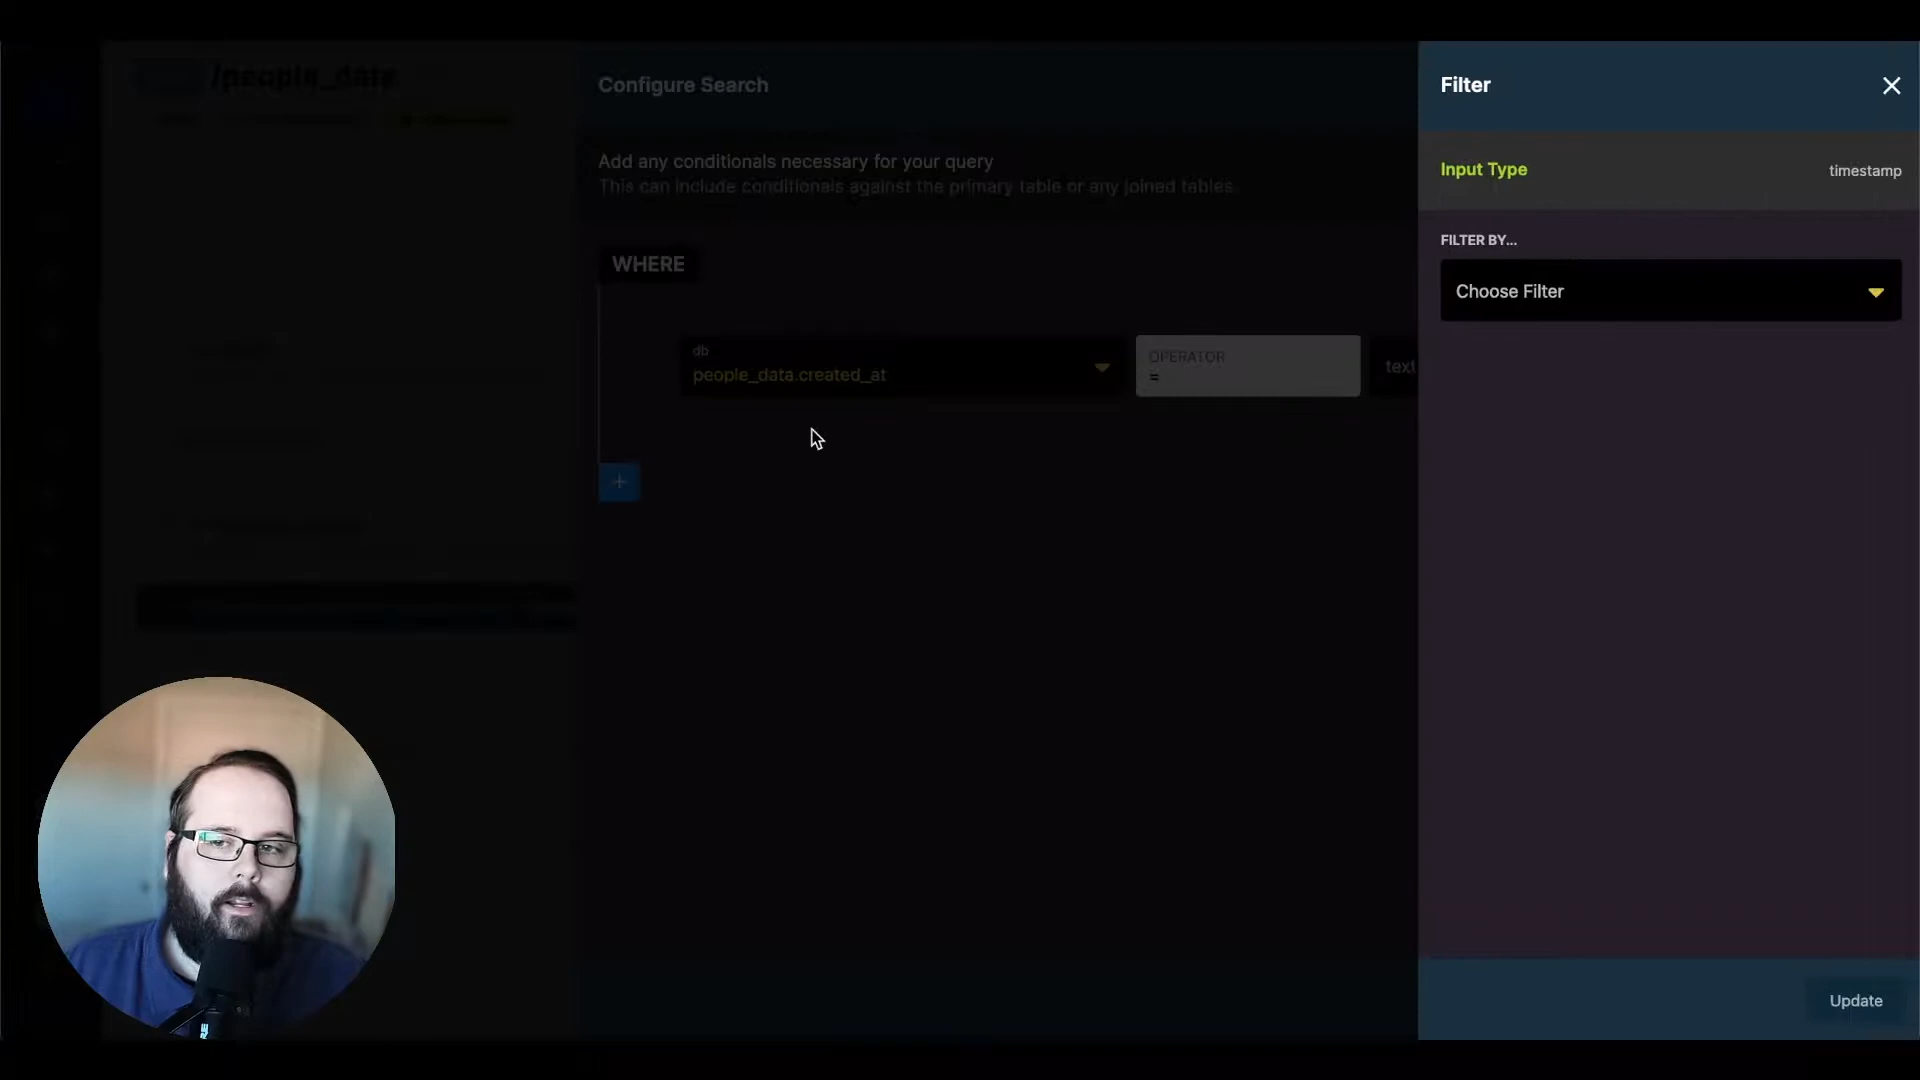 /people_data
Configure Search
Add any conditionals necessary for your query
This can include conditionals against the primary table or any joined tables.
WHERE
db
people_data.created_at
OPERATOR
=
text
+
Filter
Input Type
timestamp
FILTER BY...
Choose Filter
Update